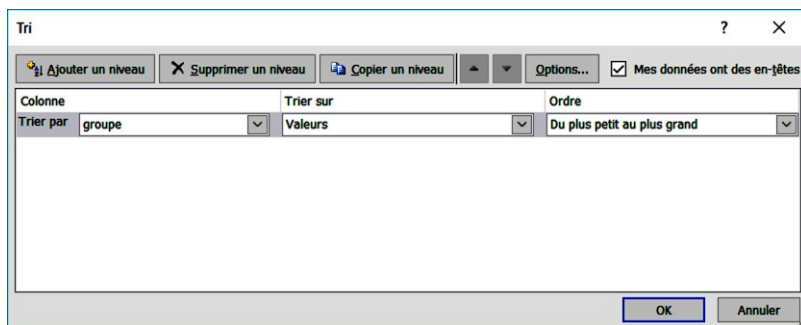 Tri ? X
Ajouter un niveau Supprimer un niveau Copier un niveau Options... Mes données ont des en-têtes
Colonne Trier sur Ordre
Trier par groupe Valeurs Du plus petit au plus grand
OK Annuler